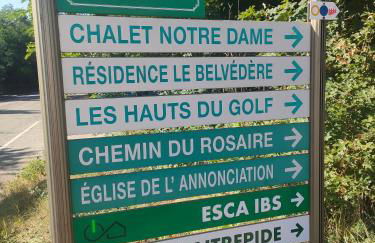 CHALET NOTRE DAME
RÉSIDENCE LE BELVÉDÈRE
LES HAUTS DU GOLF
CHEMIN DU ROSAIRE
ÉGLISE DE L' ANNONCIATION
ESCA IBS